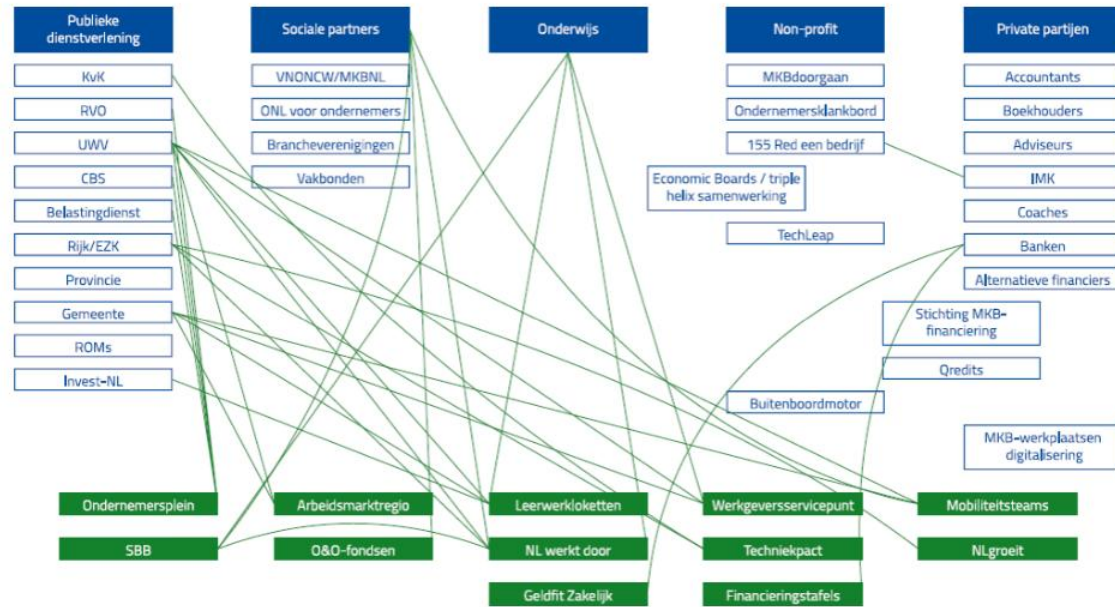 Publieke
dienstverlening
Sociale partners
Onderwijs
Non-profit
Private partijen
KvK
VNONCW/MKBNL
MKBdoorgaan
Accountants
RVO
ONL voor ondernemers
Ondernemersklankbord
Boekhouders
UWV
Brancheverenigingen
155 Red een bedrijf
Adviseurs
CBS
Vakbonden
Economic Boards / triple
helix samenwerking
IMK
Belastingdienst
Coaches
TechLeap
Rijk/EZK
Banken
Provincie
Alternatieve financiers
Gemeente
Stichting MKB-
financiering
ROMs
Qredits
Invest-NL
Buitenboordmotor
MKB-werkplaatsen
digitalisering
Ondernemersplein
Arbeidsmarktregio
Leerwerkloketten
Werkgeversservicepunt
Mobiliteitsteams
SBB
O&O-fondsen
NL werkt door
Techniekpact
NLgroeit
Geldfit Zakelijk
Financieringstafels